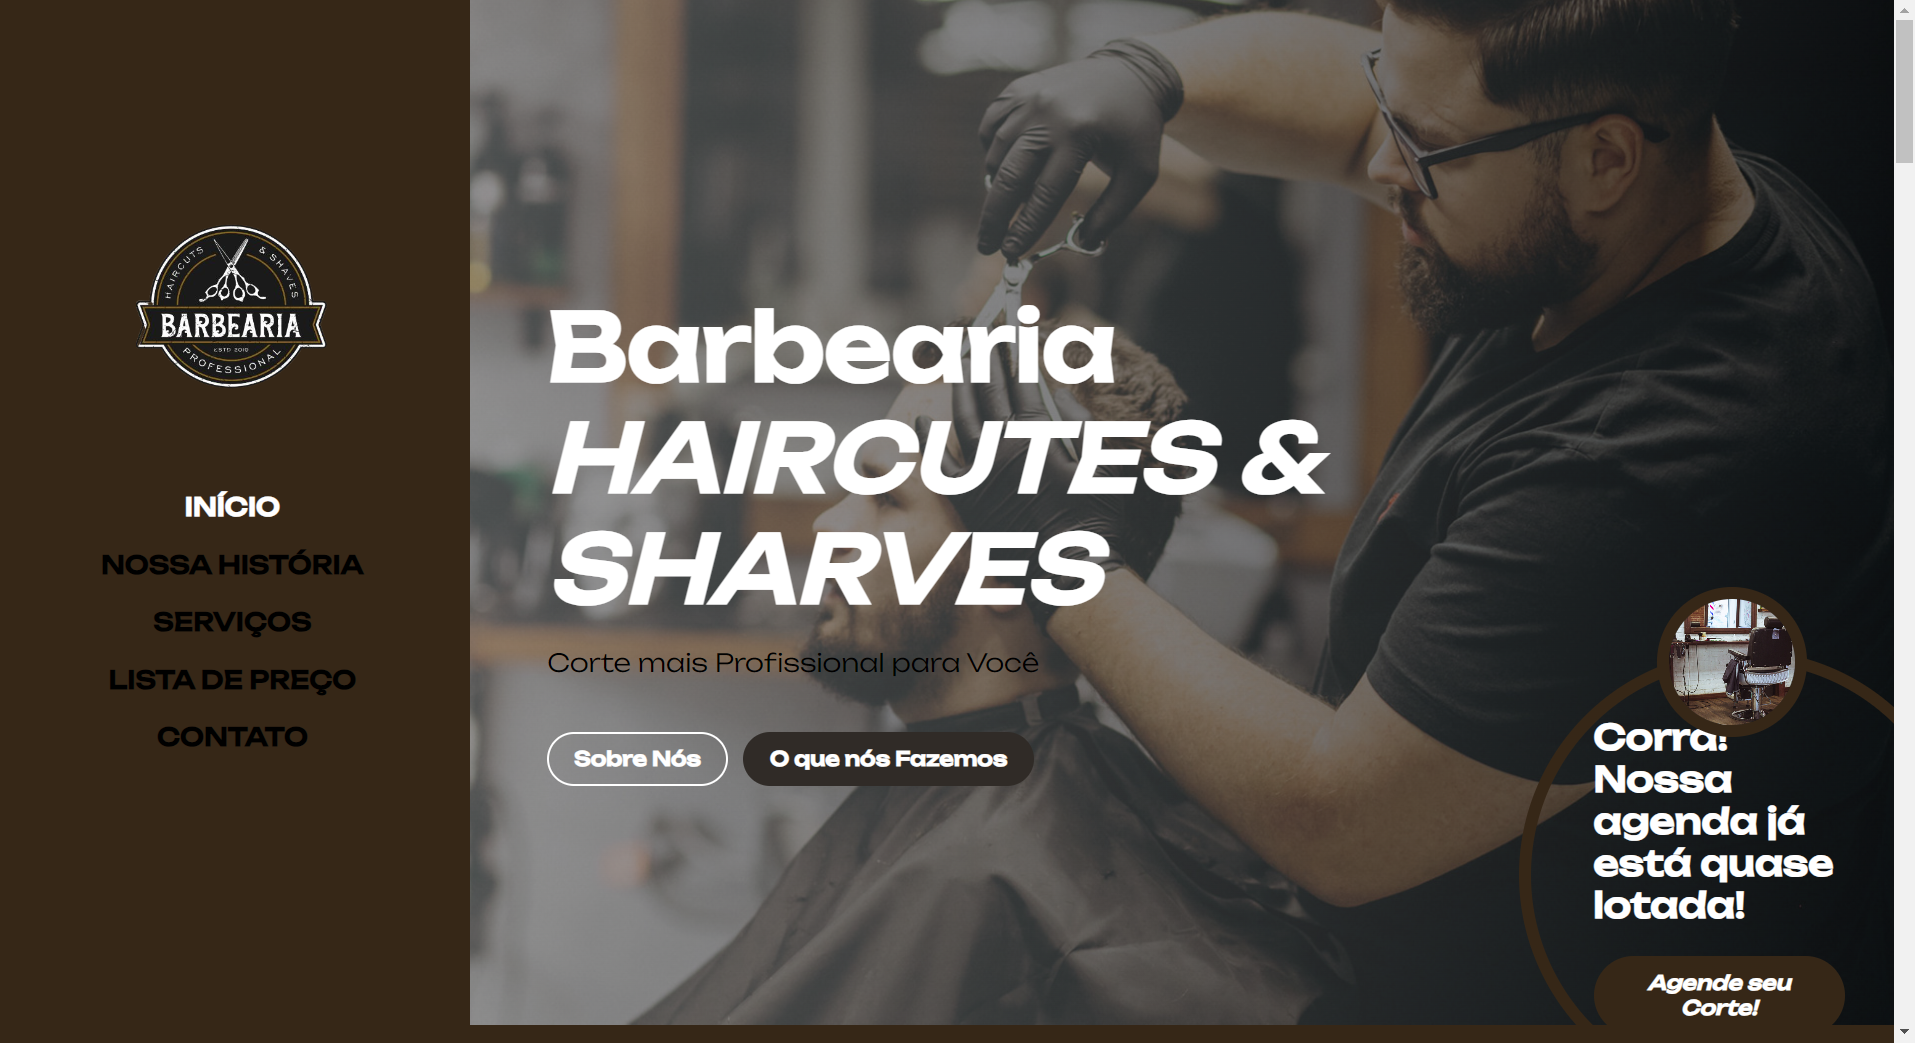 HAIRCUTS & SHAVES
BARBEARIA
ESTD 2010
PROFESSIONAL
INÍCIO
NOSSA HISTÓRIA
SERVIÇOS
LISTA DE PREÇO
CONTATO
Barbearia
HAIRCUTES &
SHARVES
Corte mais Profissional para Você
Sobre Nós
O que nós Fazemos
Corra!
Nossa
agenda já
está quase
lotada!
Agende seu
Corte!